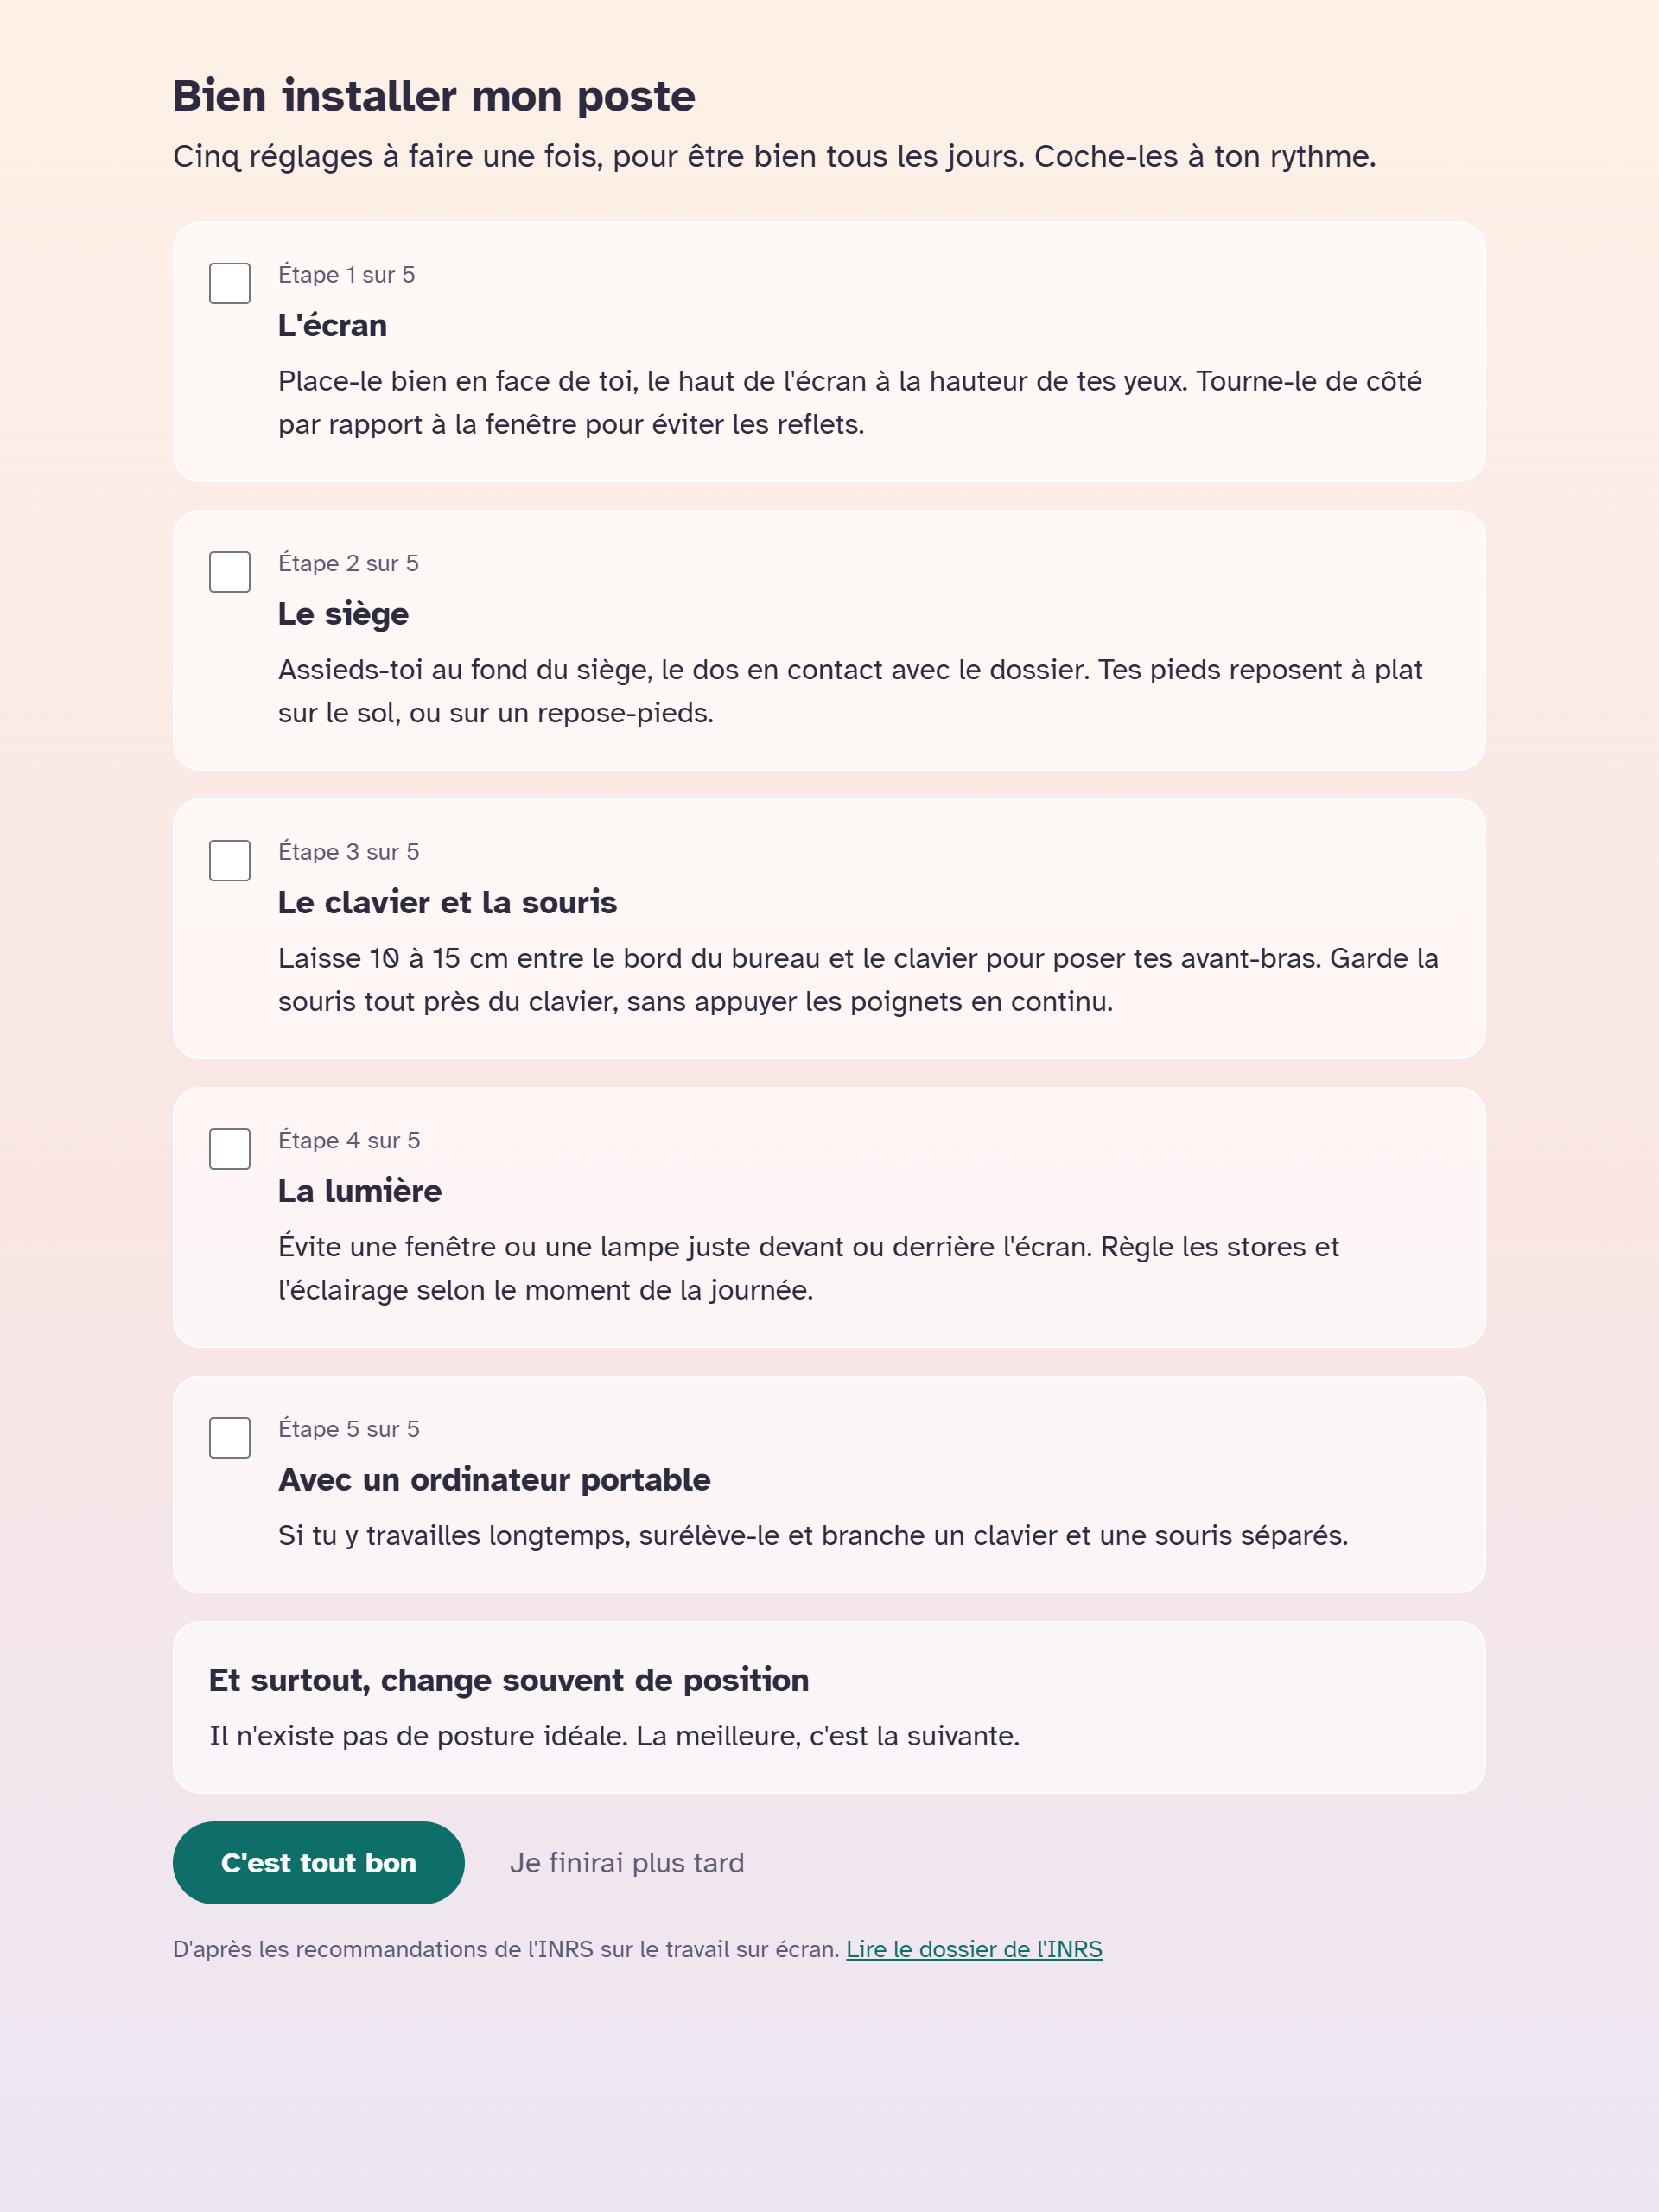 Bien installer mon poste
Cinq réglages à faire une fois, pour être bien tous les jours. Coche-les à ton rythme.
Étape 1 sur 5
L'écran
Place-le bien en face de toi, le haut de l'écran à la hauteur de tes yeux. Tourne-le de côté
par rapport à la fenêtre pour éviter les reflets.
Étape 2 sur 5
Le siège
Assieds-toi au fond du siège, le dos en contact avec le dossier. Tes pieds reposent à plat
sur le sol, ou sur un repose-pieds.
Étape 3 sur 5
Le clavier et la souris
Laisse 10 à 15 cm entre le bord du bureau et le clavier pour poser tes avant-bras. Garde la
souris tout près du clavier, sans appuyer les poignets en continu.
Étape 4 sur 5
La lumière
Évite une fenêtre ou une lampe juste devant ou derrière l'écran. Règle les stores et
l'éclairage selon le moment de la journée.
Étape 5 sur 5
Avec un ordinateur portable
Si tu y travailles longtemps, surélève-le et branche un clavier et une souris séparés.
Et surtout, change souvent de position
Il n'existe pas de posture idéale. La meilleure, c'est la suivante.
C'est tout bon
Je finirai plus tard
D'après les recommandations de l'INRS sur le travail sur écran. Lire le dossier de l'INRS